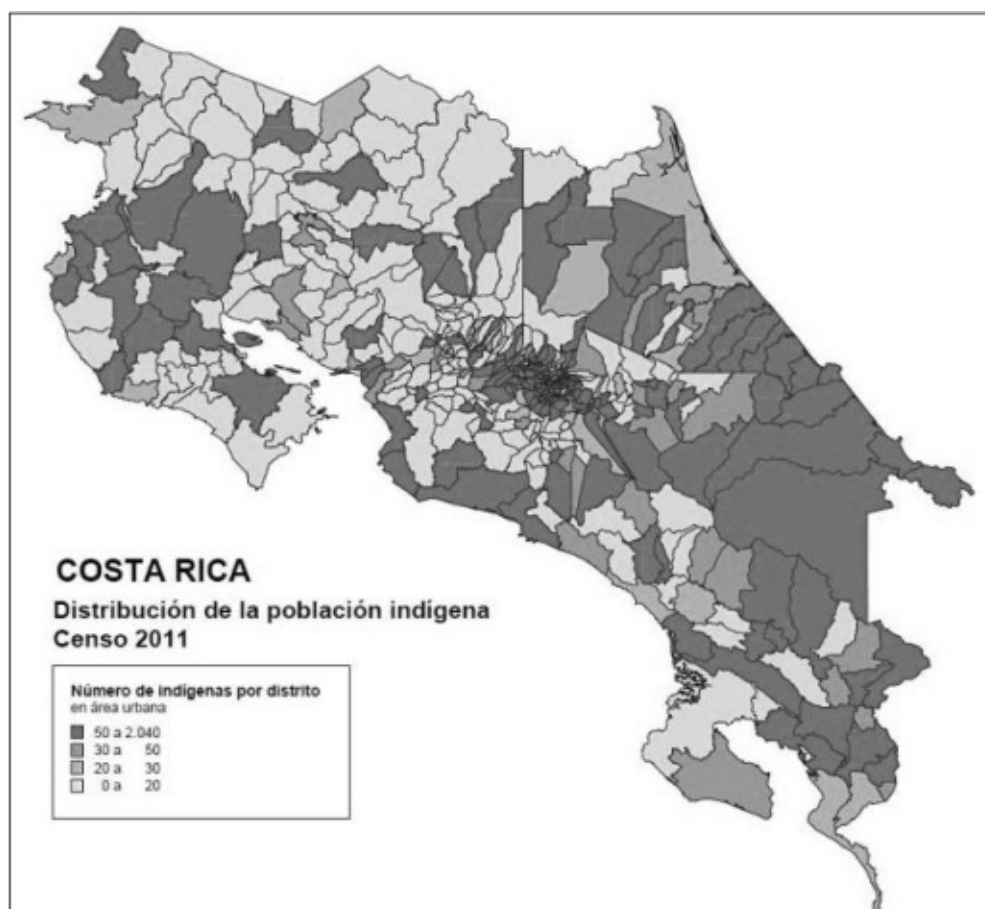 COSTA RICA
Distribución de la población indígena
Censo 2011
Número de indígenas por distrito
en área urbana
50 a 2.040
30 a 50
20 a 30
0 a 20